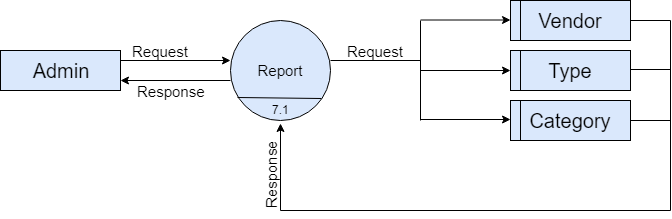 Vendor
Request
Request
Admin
Report
Type
Response
7.1
Category
Response